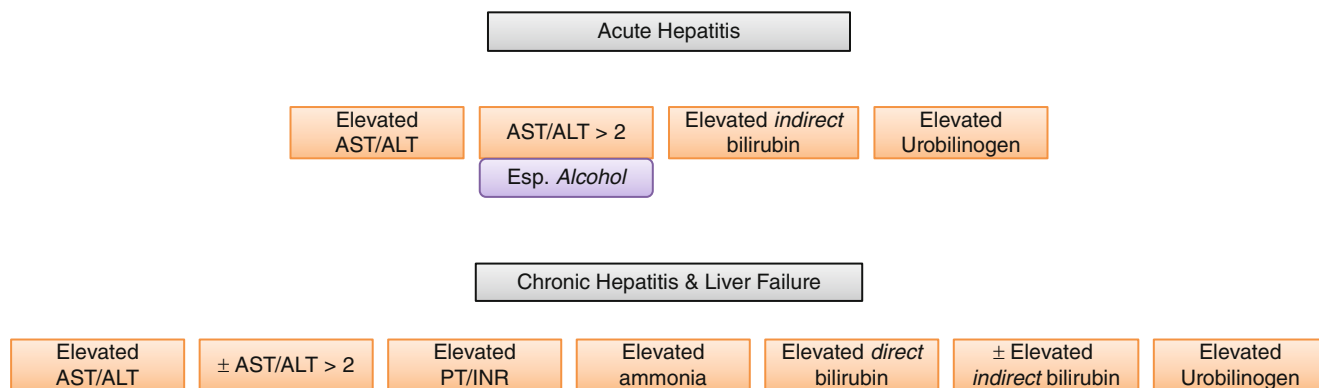 Acute Hepatitis
Elevated
AST/ALT
AST/ALT > 2
Elevated indirect
bilirubin
Elevated
Urobilinogen
Esp. Alcohol
Chronic Hepatitis & Liver Failure
Elevated
AST/ALT
± AST/ALT > 2
Elevated
PT/INR
Elevated
ammonia
Elevated direct
bilirubin
± Elevated
indirect bilirubin
Elevated
Urobilinogen